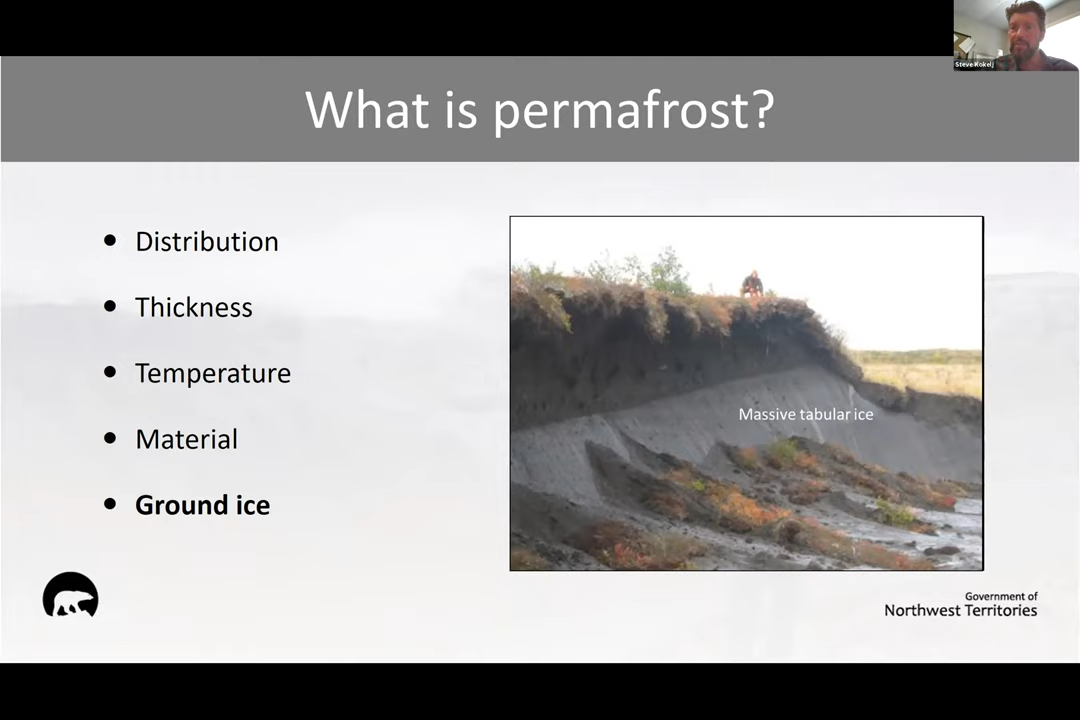 Steve Kokelj
What is permafrost?
Distribution
Thickness
Temperature
Material
Ground ice
Massive tabular ice
Government of
Northwest Territories